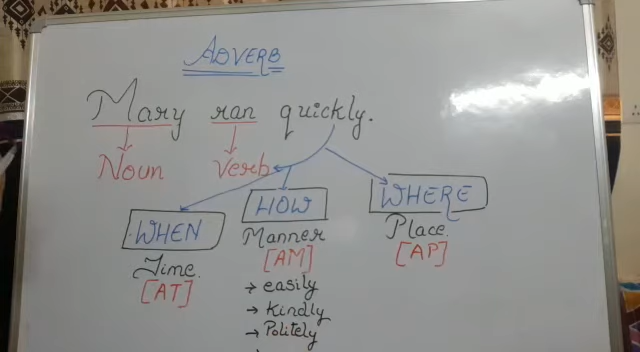 ADVERB
Mary ran quickly.
Noun Verb
WHEN HOW WHERE
Time. Manner Place.
[AT] [AM] [AP]
→ easily
→ Kindly
→ Politely